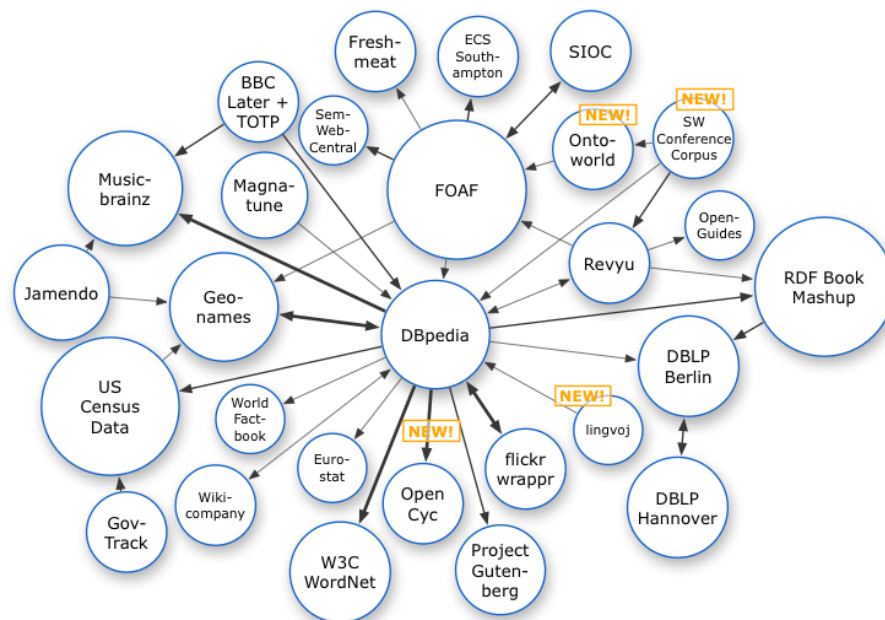 Fresh-
meat
ECS
South-
ampton
SIOC
BBC
Later +
TOTP
NEW!
NEW!
Sem-
Web-
Central
Onto-
world
SW
Conference
Corpus
Music-
brainz
Magna-
tune
FOAF
Open-
Guides
Revyu
RDF Book
Mashup
Jamendo
Geo-
names
DBpedia
DBLP
Berlin
US
Census
Data
World
Fact-
book
NEW!
NEW!
lingvoj
Euro-
stat
flickr
wrappr
Wiki-
company
Open
Cyc
DBLP
Hannover
Gov-
Track
W3C
WordNet
Project
Guten-
berg